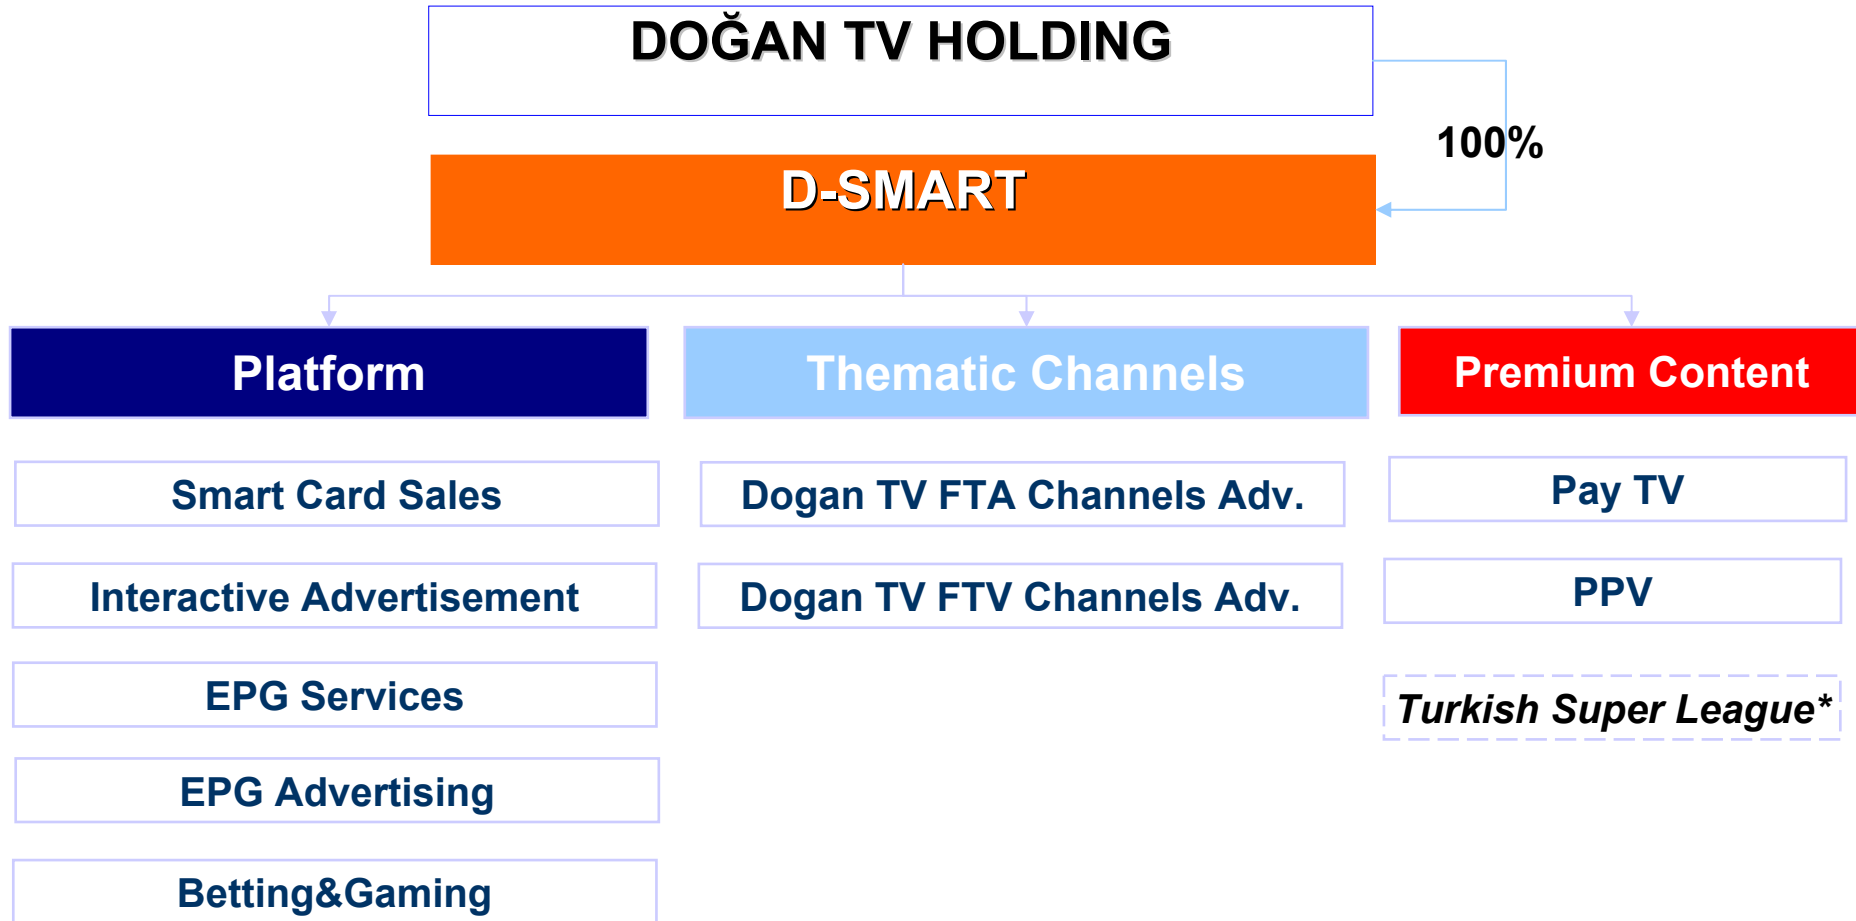 DOĞAN TV HOLDING
100%
D-SMART
Platform
Thematic Channels
Premium Content
Smart Card Sales
Dogan TV FTA Channels Adv.
Pay TV
Interactive Advertisement
Dogan TV FTV Channels Adv.
PPV
EPG Services
Turkish Super League*
EPG Advertising
Betting&Gaming